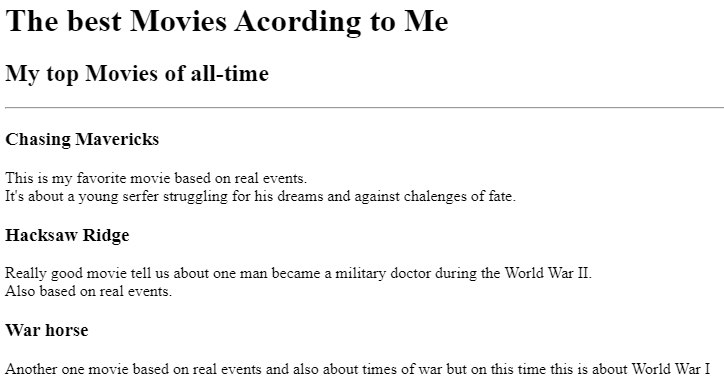 The best Movies Acording to Me
My top Movies of all-time
Chasing Mavericks
This is my favorite movie based on real events.
It's about a young serfer struggling for his dreams and against chalenges of fate.
Hacksaw Ridge
Really good movie tell us about one man became a military doctor during the World War II.
Also based on real events.
War horse
Another one movie based on real events and also about times of war but on this time this is about World War I